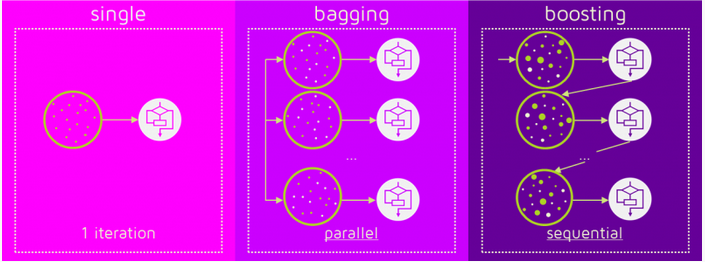 single
bagging
boosting
...
...
1 iteration
parallel
sequential